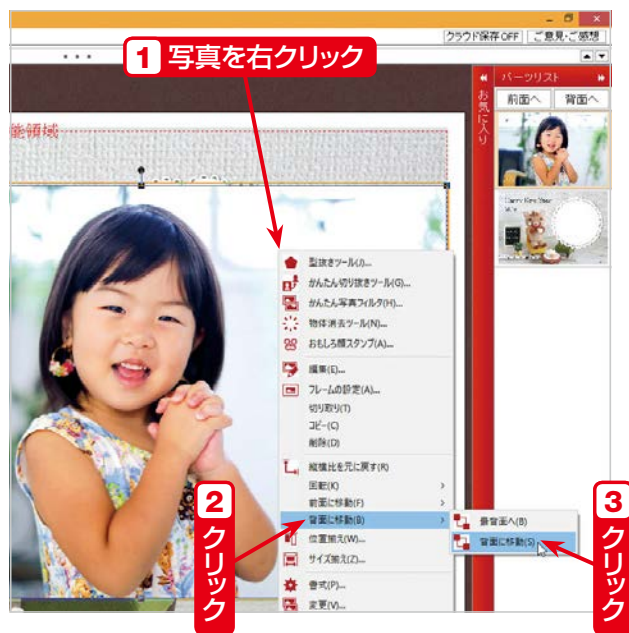 クラウド保存 OFF
ご意見・ご感想
1 写真を右クリック
パーツリスト
お気に入り
前面へ
背面へ
能領域
型抜きツール(J)...
かんたん切り抜きツール(G)...
かんたん写真フィルタ(H)...
物体消去ツール(N)...
おもしろ顔スタンプ(A)...
編集(E)...
フレームの設定(A)...
切り取り(T)
コピー(C)
削除(D)
縦横比を元に戻す(R)
回転(K)
前面に移動(F)
背面に移動(B)
位置揃え(W)...
サイズ揃え(Z)...
書式(P)...
変更(V)...
最背面へ(B)
背面に移動(S)
2 クリック
3 クリック